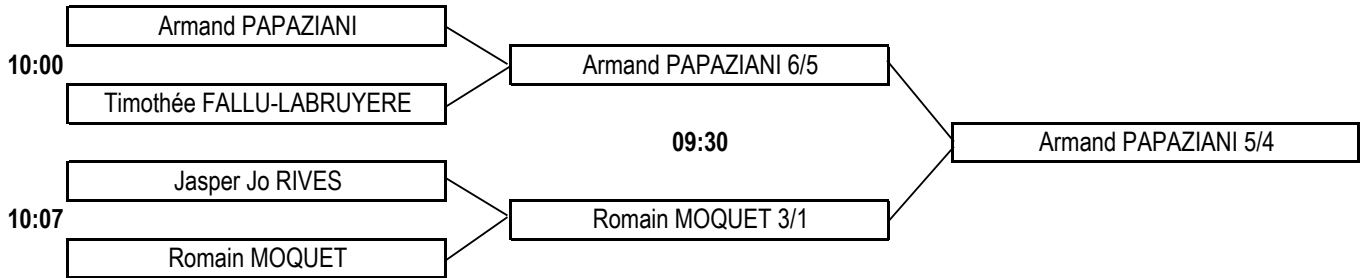 Armand PAPAZIANI
10:00
Armand PAPAZIANI 6/5
Timothée FALLU-LABRUYERE
09:30
Armand PAPAZIANI 5/4
Jasper Jo RIVES
10:07
Romain MOQUET 3/1
Romain MOQUET